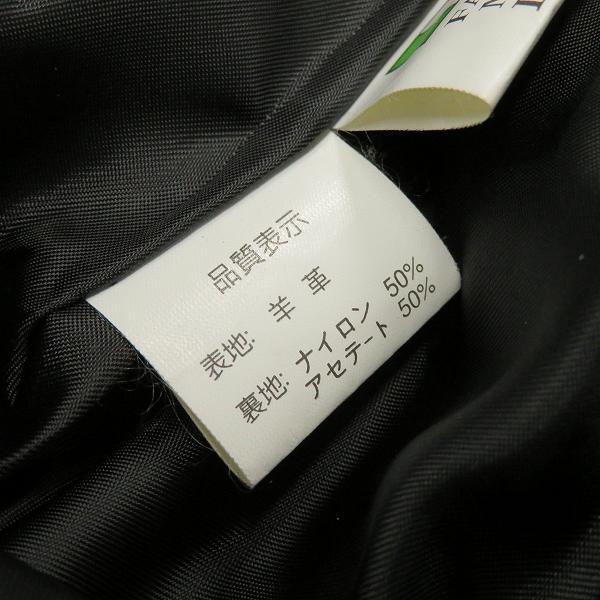 品質表示
表地: 羊 革
裏地: ナイロン 50%
アセテート 50%